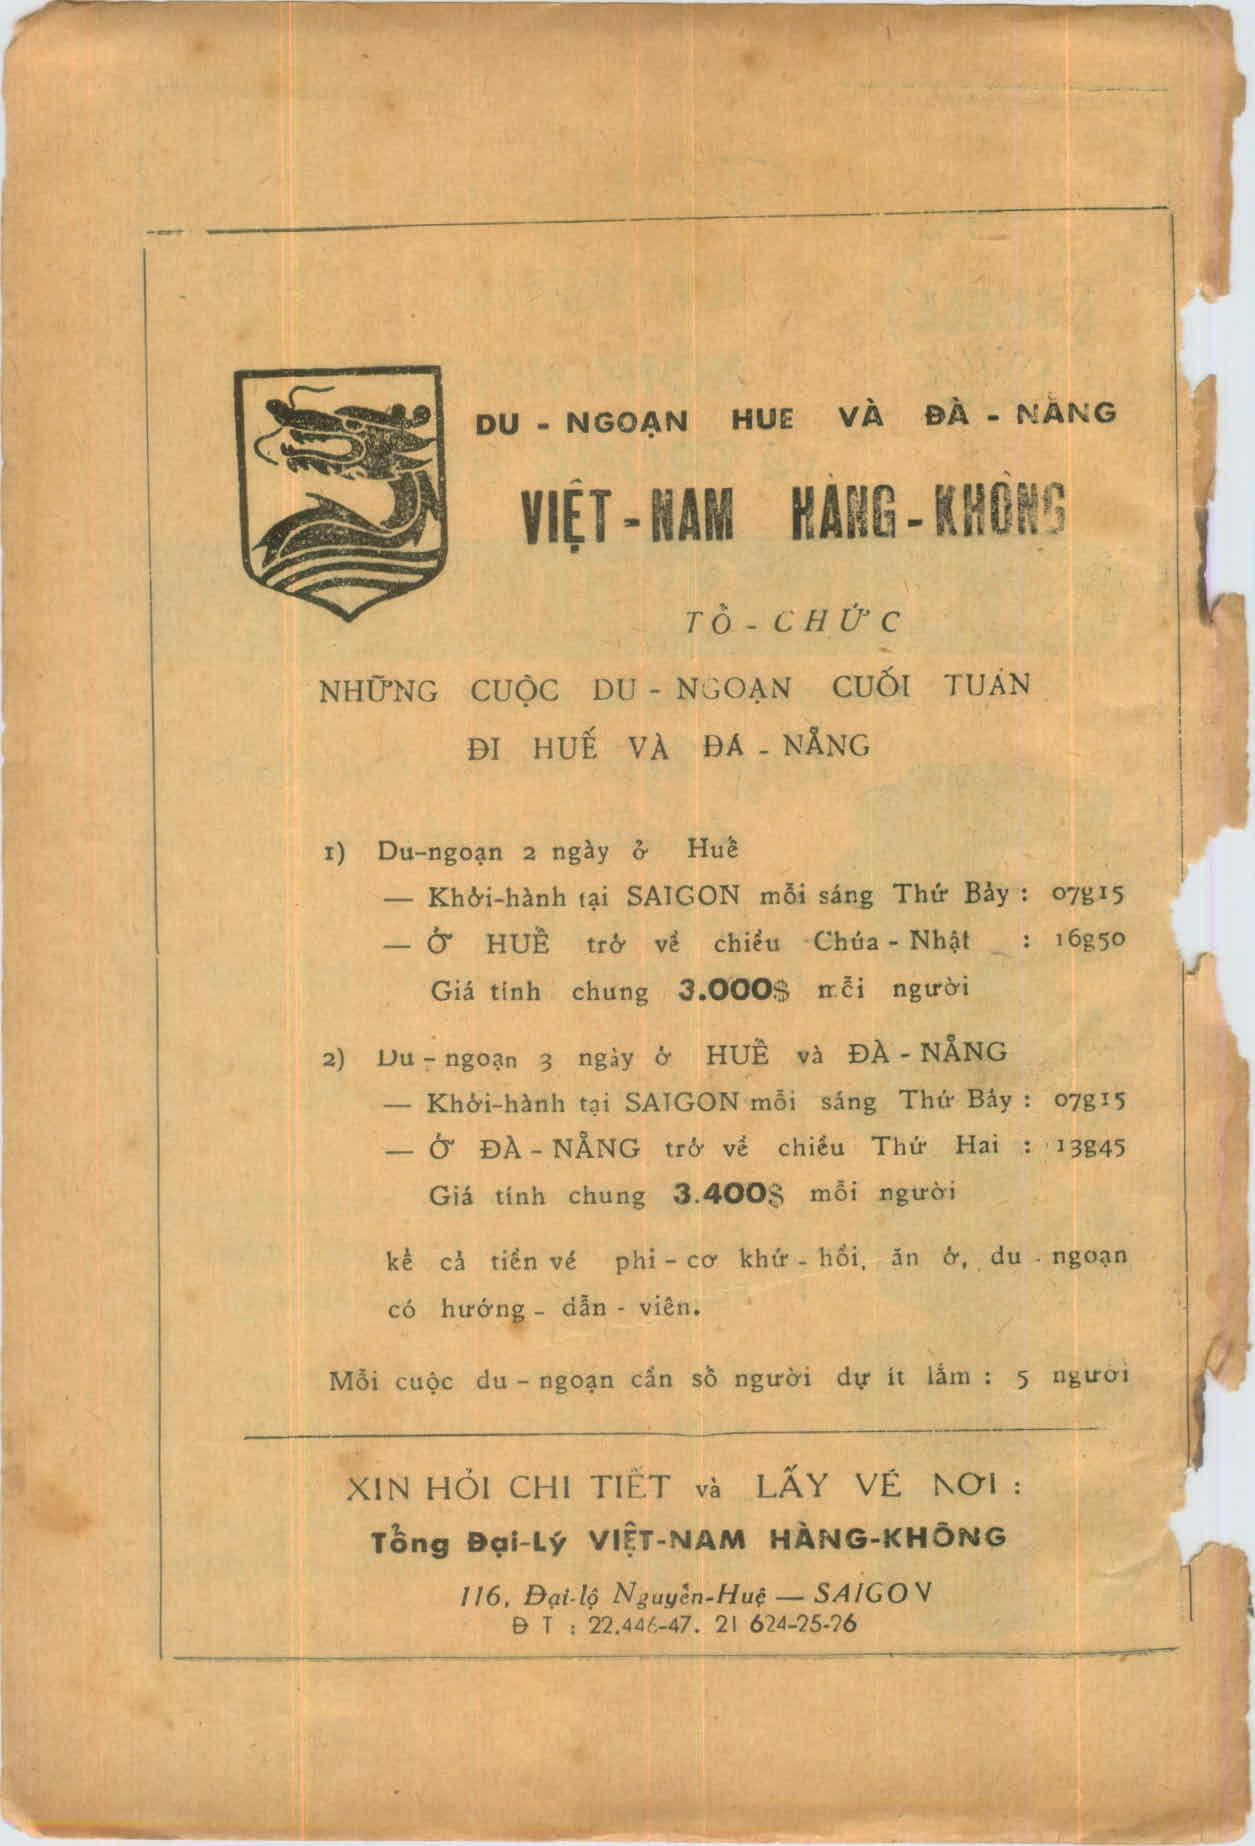 DU - NGOẠN HUE VÀ ĐÀ - NẴNG
VIỆT - NAM HÀNG - KHÔNG
TỔ - CHỨC
NHỮNG CUỘC DU - NGOẠN CUỐI TUẦN
ĐI HUẾ VÀ ĐÀ - NẴNG
1) Du-ngoạn 2 ngày ở Huế
— Khởi-hành tại SAIGON mỗi sáng Thứ Bảy : 07g15
— Ở HUẾ trở về chiều Chúa - Nhật : 16g50
Giá tính chung 3.000$ mỗi người
2) Du - ngoạn 3 ngày ở HUẾ và ĐÀ - NẴNG
— Khởi-hành tại SAIGON mỗi sáng Thứ Bảy : 07g15
— Ở ĐÀ - NẴNG trở về chiều Thứ Hai : 13g45
Giá tính chung 3.400$ mỗi người
kể cả tiền vé phi - cơ khứ - hồi, ăn ở, du - ngoạn
có hướng - dẫn - viên.
Mỗi cuộc du - ngoạn cần số người dự ít lắm : 5 người
XIN HỎI CHI TIẾT và LẤY VÉ NƠI :
Tổng Đại-Lý VIỆT-NAM HÀNG-KHÔNG
116, Đại-lộ Nguyễn-Huệ — SAIGON
Đ T : 22.446-47. 21 624-25-26